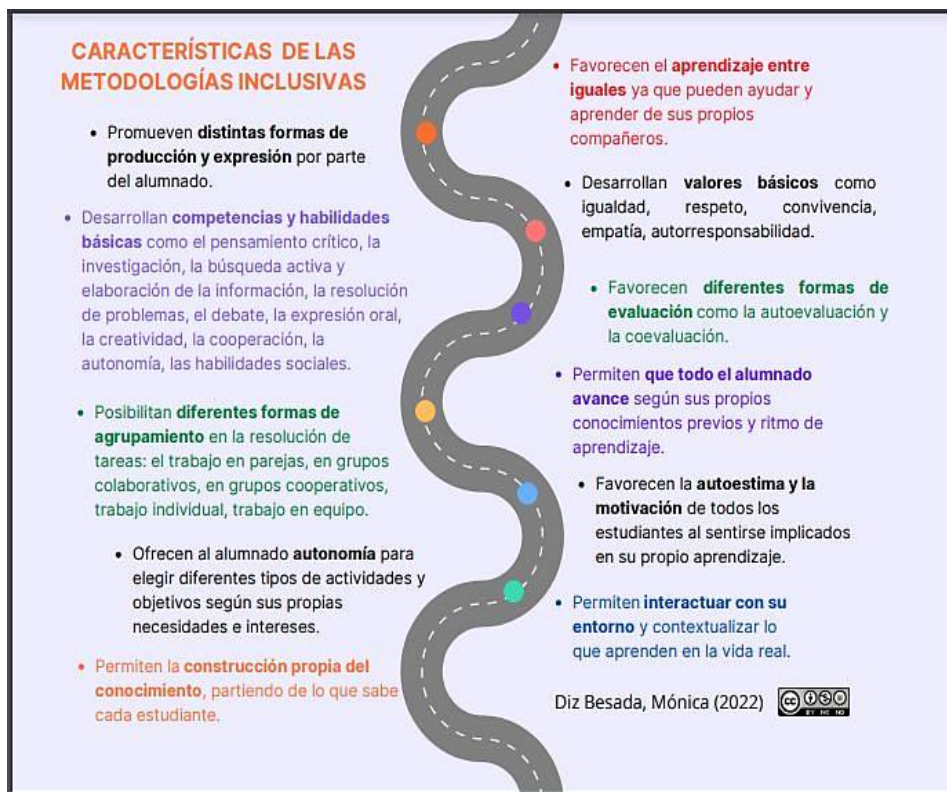 CARACTERÍSTICAS DE LAS
METODOLOGÍAS INCLUSIVAS
• Promueven distintas formas de
producción y expresión por parte
del alumnado.
• Desarrollan competencias y habilidades
básicas como el pensamiento crítico, la
investigación, la búsqueda activa y
elaboración de la información, la resolución
de problemas, el debate, la expresión oral,
la creatividad, la cooperación, la
autonomía, las habilidades sociales.
• Posibilitan diferentes formas de
agrupamiento en la resolución de
tareas: el trabajo en parejas, en grupos
colaborativos, en grupos cooperativos,
trabajo individual, trabajo en equipo.
• Ofrecen al alumnado autonomía para
elegir diferentes tipos de actividades y
objetivos según sus propias
necesidades e intereses.
• Permiten la construcción propia del
conocimiento, partiendo de lo que sabe
cada estudiante.
• Favorecen el aprendizaje entre
iguales ya que pueden ayudar y
aprender de sus propios
compañeros.
• Desarrollan valores básicos como
igualdad, respeto, convivencia,
empatía, autorresponsabilidad.
• Favorecen diferentes formas de
evaluación como la autoevaluación y
la coevaluación.
• Permiten que todo el alumnado
avance según sus propios
conocimientos previos y ritmo de
aprendizaje.
• Favorecen la autoestima y la
motivación de todos los
estudiantes al sentirse implicados
en su propio aprendizaje.
• Permiten interactuar con su
entorno y contextualizar lo
que aprenden en la vida real.
Diz Besada, Mónica (2022)
cc
BY NC ND